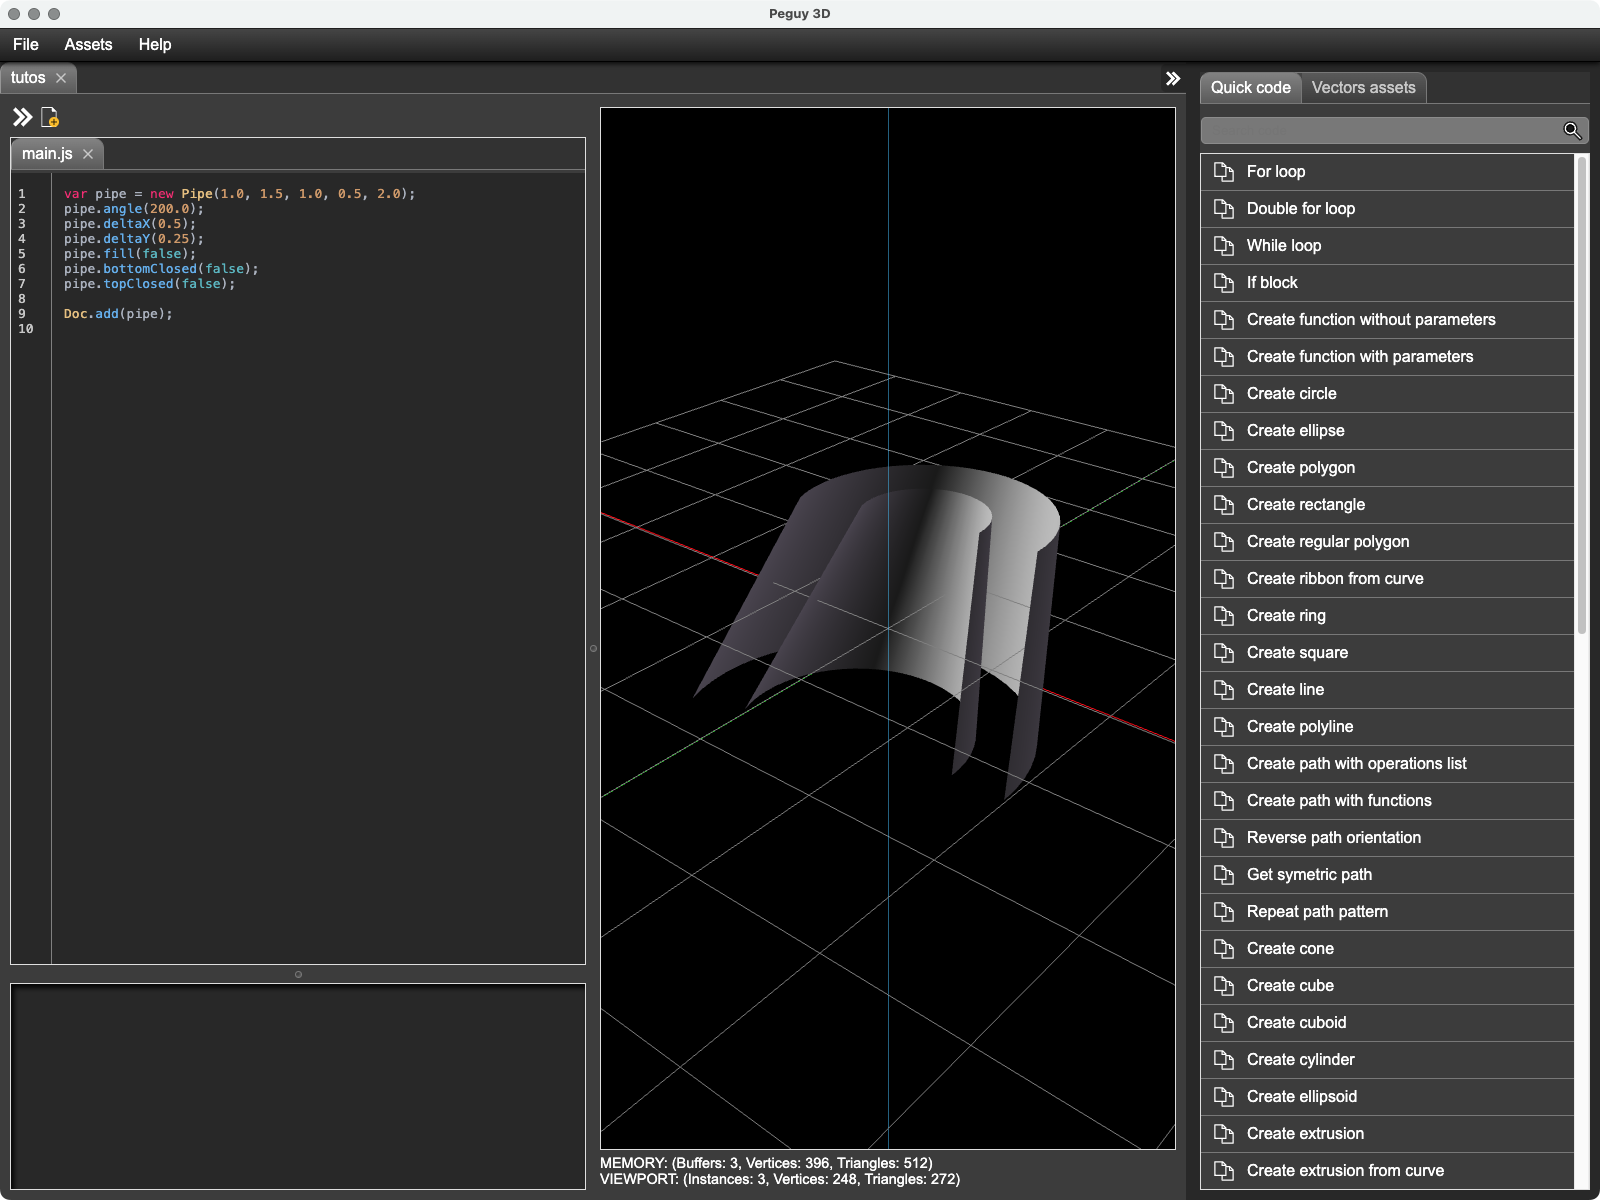 Peguy 3D
File Assets Help
tutos
main.js
1 var pipe = new Pipe(1.0, 1.5, 1.0, 0.5, 2.0);
2 pipe.angle(200.0);
3 pipe.deltaX(0.5);
4 pipe.deltaY(0.25);
5 pipe.fill(false);
6 pipe.bottomClosed(false);
7 pipe.topClosed(false);
8
9 Doc.add(pipe);
10
MEMORY: (Buffers: 3, Vertices: 396, Triangles: 512)
VIEWPORT: (Instances: 3, Vertices: 248, Triangles: 272)
Quick code Vectors assets
For loop
Double for loop
While loop
If block
Create function without parameters
Create function with parameters
Create circle
Create ellipse
Create polygon
Create rectangle
Create regular polygon
Create ribbon from curve
Create ring
Create square
Create line
Create polyline
Create path with operations list
Create path with functions
Reverse path orientation
Get symetric path
Repeat path pattern
Create cone
Create cube
Create cuboid
Create cylinder
Create ellipsoid
Create extrusion
Create extrusion from curve